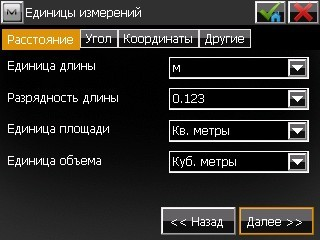 M Единицы измерений
Расстояние Угол Координаты Другие
Единица длины м
Разрядность длины 0.123
Единица площади Кв. метры
Единица объема Куб. метры
<< Назад Далее >>